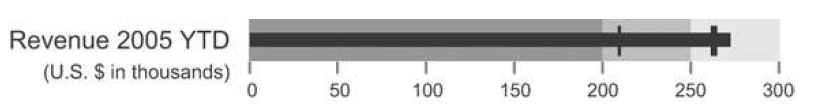 Revenue 2005 YTD
(U.S. $ in thousands)
0 50 100 150 200 250 300